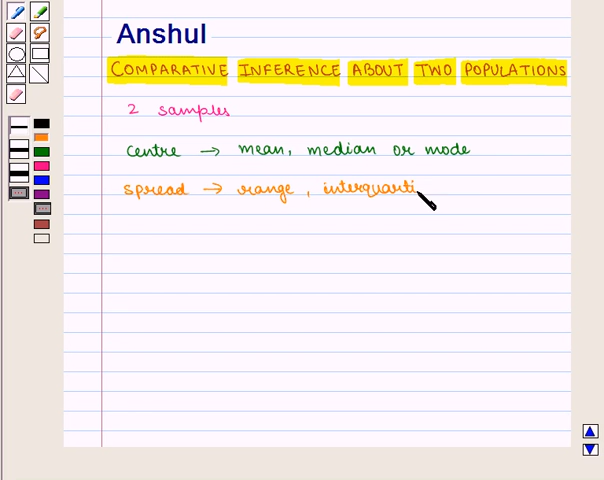 Anshul
COMPARATIVE INFERENCE ABOUT TWO POPULATIONS
2 samples
centre → mean, median or mode
spread → range, interquarti